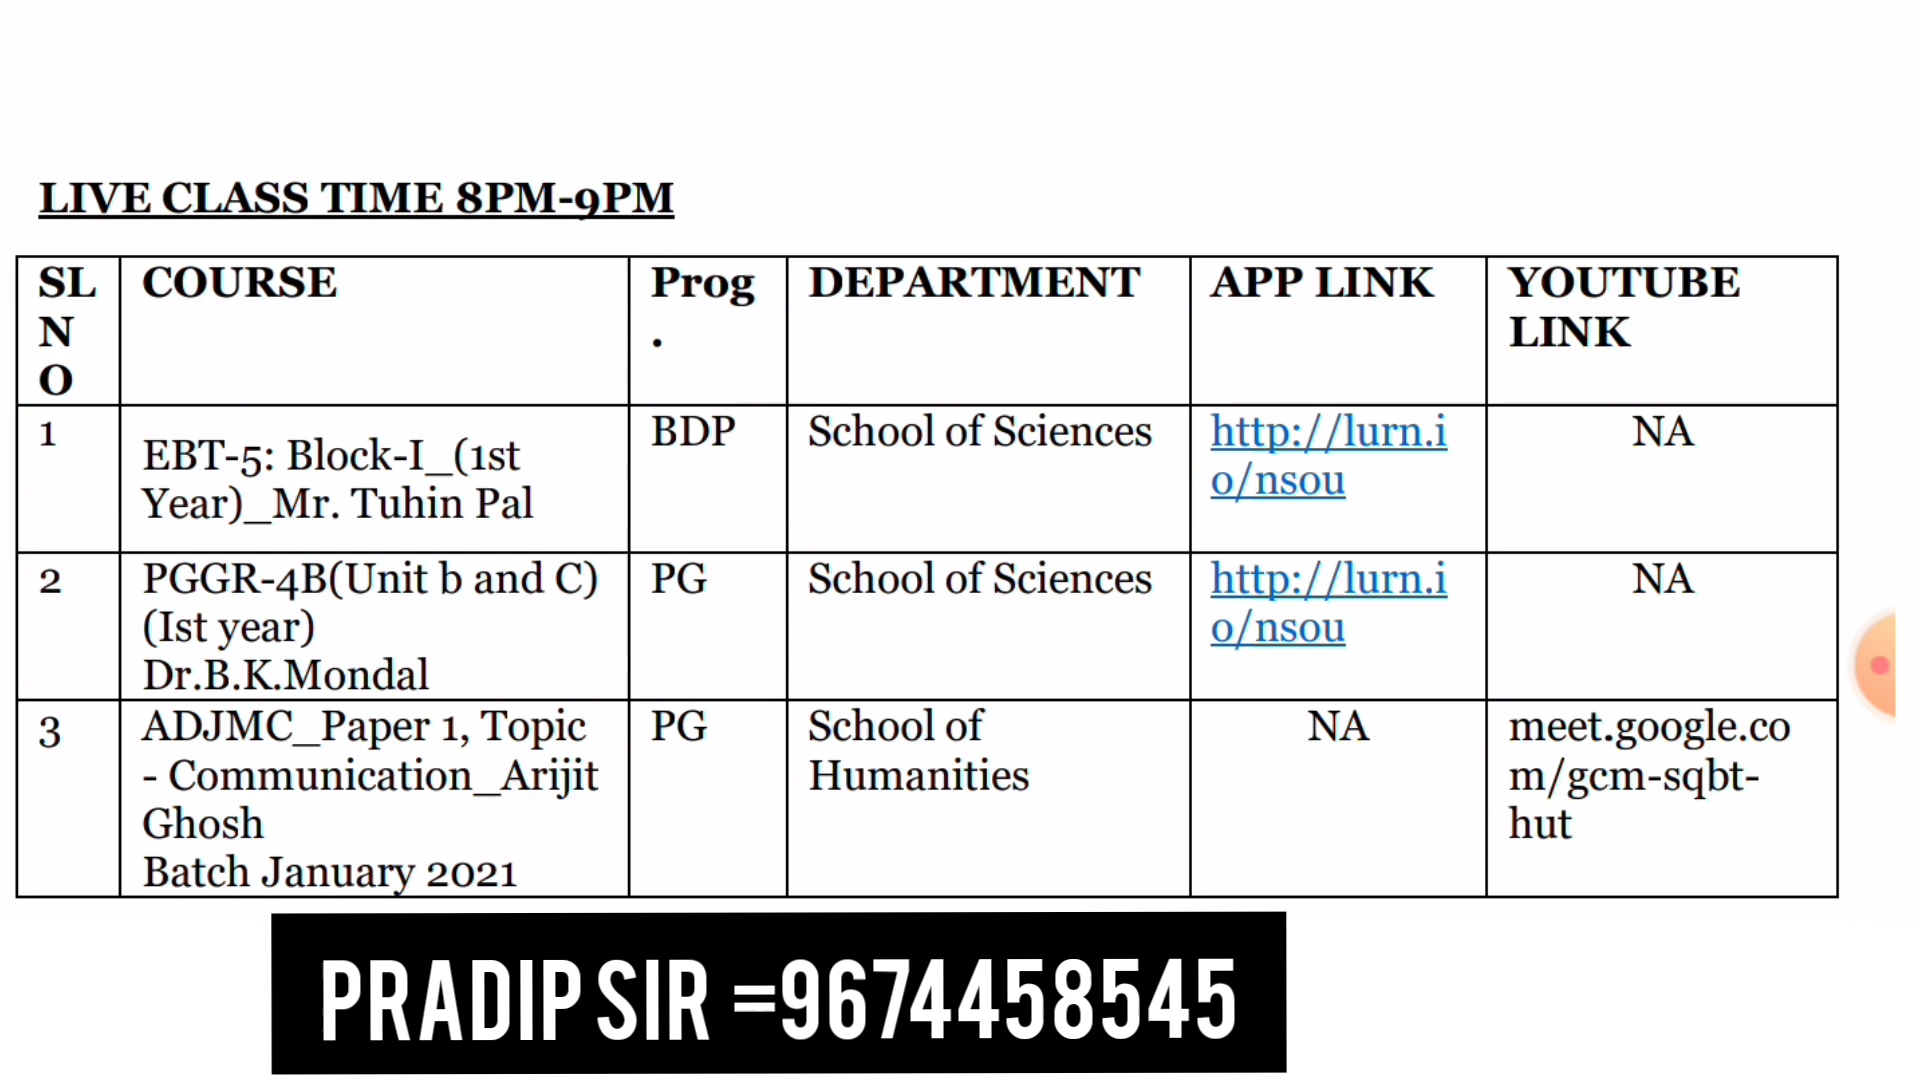 LIVE CLASS TIME 8PM-9PM
SL
N
O
COURSE
Prog
.
DEPARTMENT
APP LINK
YOUTUBE
LINK
1
EBT-5: Block-I_(1st
Year)_Mr. Tuhin Pal
BDP
School of Sciences
http://lurn.i
o/nsou
NA
2
PGGR-4B(Unit b and C)
(Ist year)
Dr.B.K.Mondal
PG
School of Sciences
http://lurn.i
o/nsou
NA
3
ADJMC_Paper 1, Topic
- Communication_Arijit
Ghosh
Batch January 2021
PG
School of
Humanities
NA
meet.google.co
m/gcm-sqbt-
hut
PRADIP SIR =9674458545